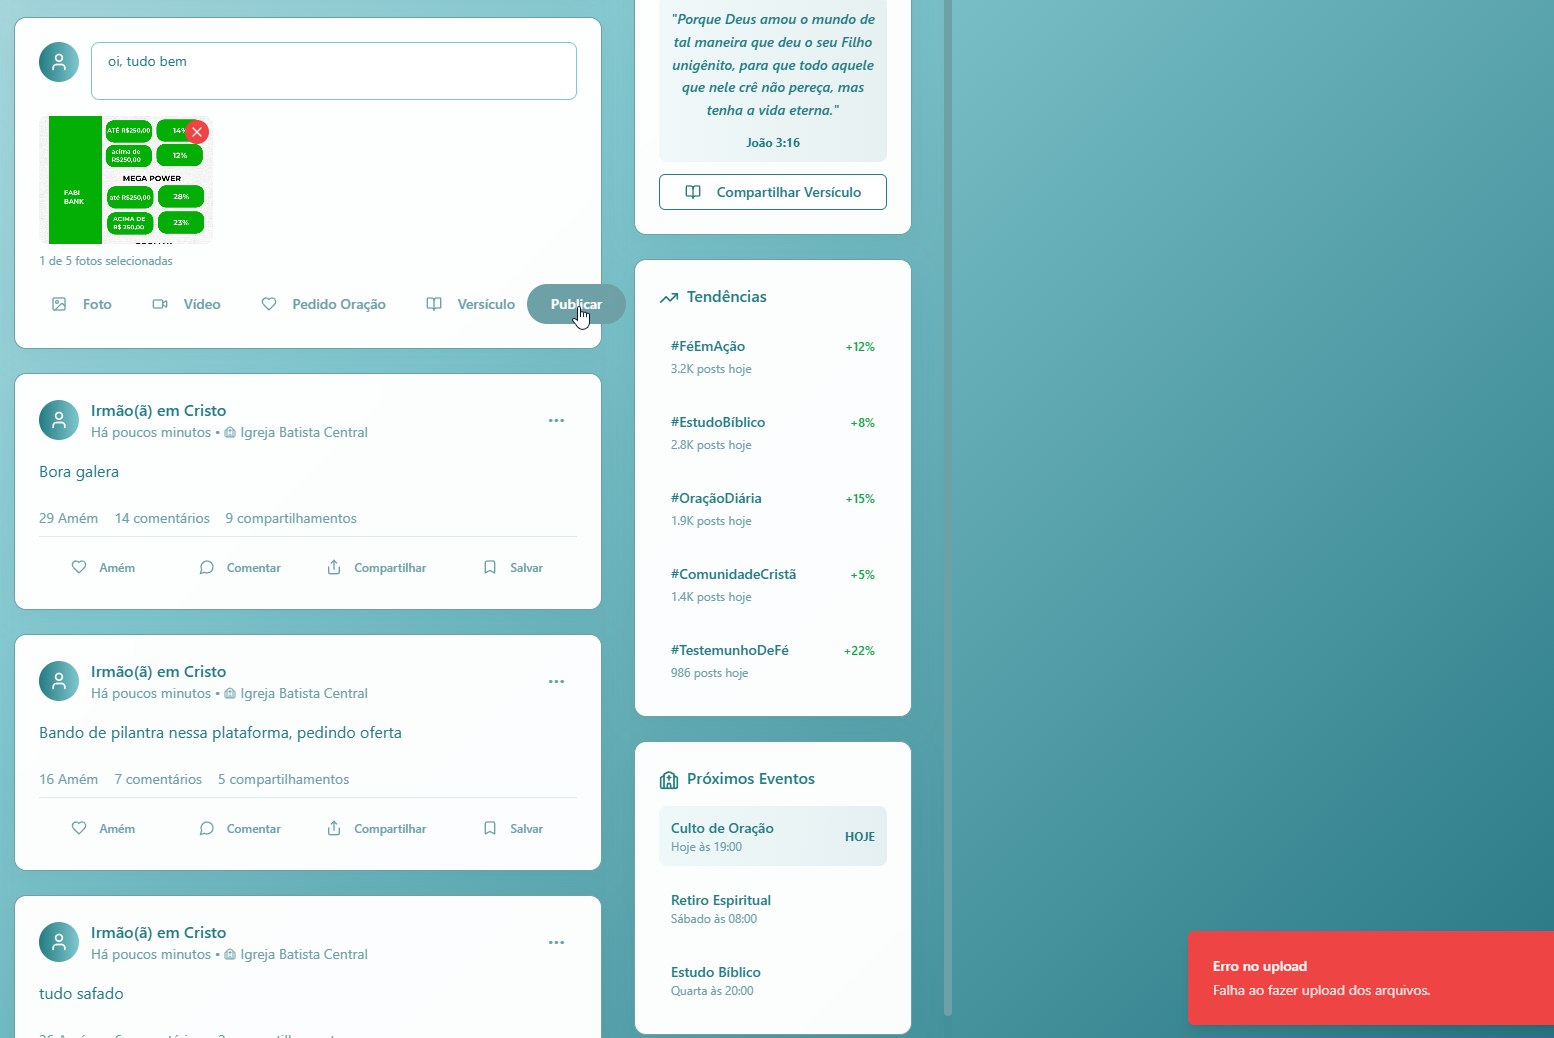 oi, tudo bem
ATÉ R$250,00
14%
acima de
R$250,00
12%
MEGA POWER
FABI
BANK
até R$250,00
28%
ACIMA DE
R$ 250,00
23%
1 de 5 fotos selecionadas
Foto
Vídeo
Pedido Oração
Versículo
Publicar
Irmão(ã) em Cristo
Há poucos minutos • Igreja Batista Central
Bora galera
29 Amém 14 comentários 9 compartilhamentos
Amém
Comentar
Compartilhar
Salvar
Irmão(ã) em Cristo
Há poucos minutos • Igreja Batista Central
Bando de pilantra nessa plataforma, pedindo oferta
16 Amém 7 comentários 5 compartilhamentos
Amém
Comentar
Compartilhar
Salvar
Irmão(ã) em Cristo
Há poucos minutos • Igreja Batista Central
tudo safado
"Porque Deus amou o mundo de
tal maneira que deu o seu Filho
unigênito, para que todo aquele
que nele crê não pereça, mas
tenha a vida eterna."
João 3:16
Compartilhar Versículo
Tendências
#FéEmAção
+12%
3.2K posts hoje
#EstudoBíblico
+8%
2.8K posts hoje
#OraçãoDiária
+15%
1.9K posts hoje
#ComunidadeCristã
+5%
1.4K posts hoje
#TestemunhoDeFé
+22%
986 posts hoje
Próximos Eventos
Culto de Oração
Hoje às 19:00
HOJE
Retiro Espiritual
Sábado às 08:00
Estudo Bíblico
Quarta às 20:00
Erro no upload
Falha ao fazer upload dos arquivos.